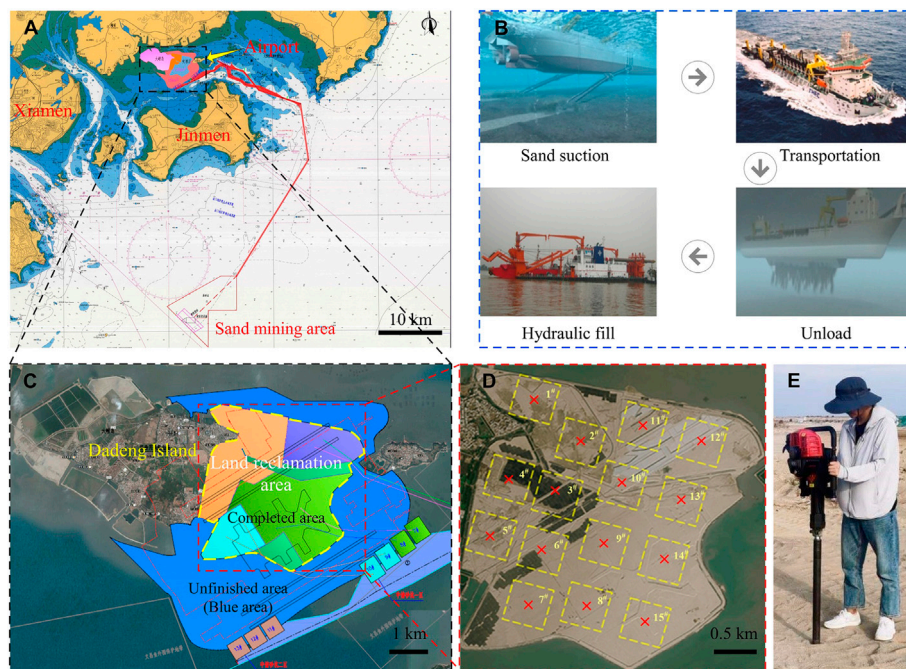 A
Airport
Xiamen
Jinmen
Sand mining area
10 km
B
Sand suction
Transportation
Hydraulic fill
Unload
C
Dadeng Island
Land reclamation
area
Completed area
Unfinished area
(Blue area)
1 km
D
1#
2#
11#
12#
4#
3#
10#
13#
5#
6#
9#
14#
7#
8#
15#
0.5 km
E